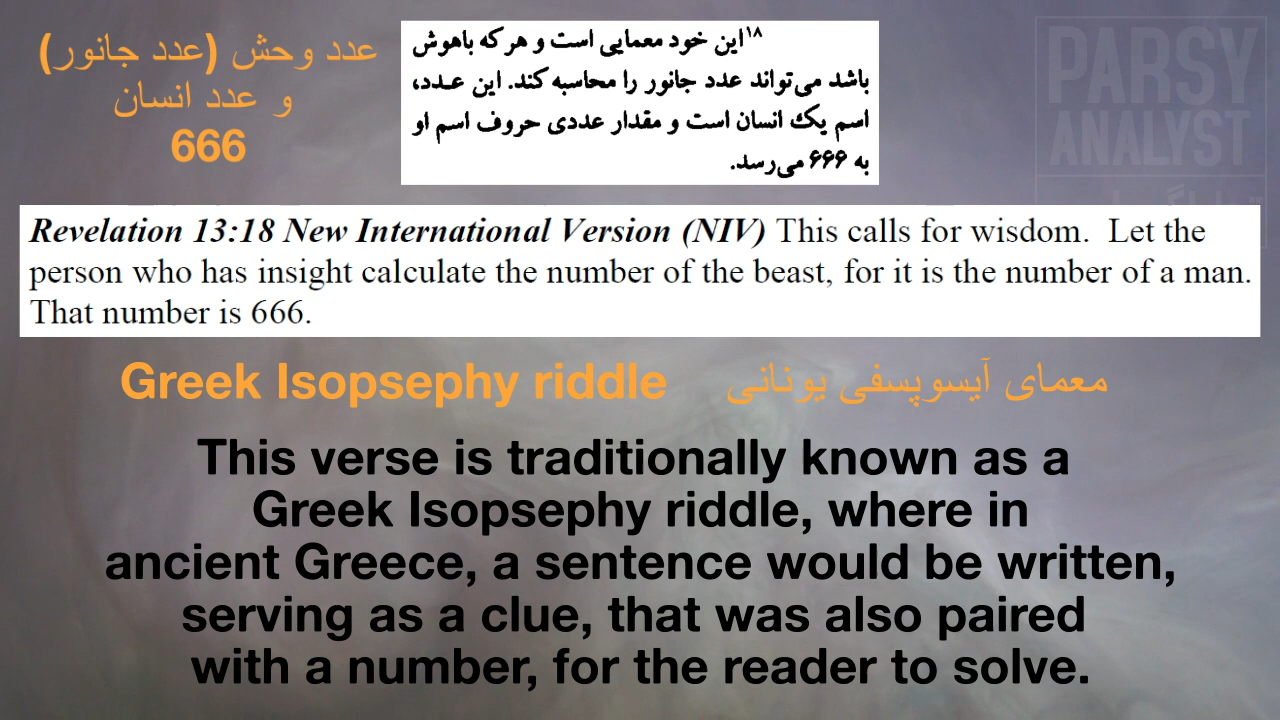 عدد وحش (عدد جانور)
و عدد انسان
666
۱۸این خود معمایی است و هر که باهوش
باشد می‌تواند عدد جانور را محاسبه کند. این عـدد،
اسم یک انسان است و مقدار عددی حروف اسم او
به ۶۶۶ می‌رسد.
PARSY
ANALYST
Revelation 13:18 New International Version (NIV) This calls for wisdom.  Let the
person who has insight calculate the number of the beast, for it is the number of a man.
That number is 666.
Greek Isopsephy riddle
معمای آیسوپسفی یونانی
This verse is traditionally known as a
Greek Isopsephy riddle, where in
ancient Greece, a sentence would be written,
serving as a clue, that was also paired
with a number, for the reader to solve.